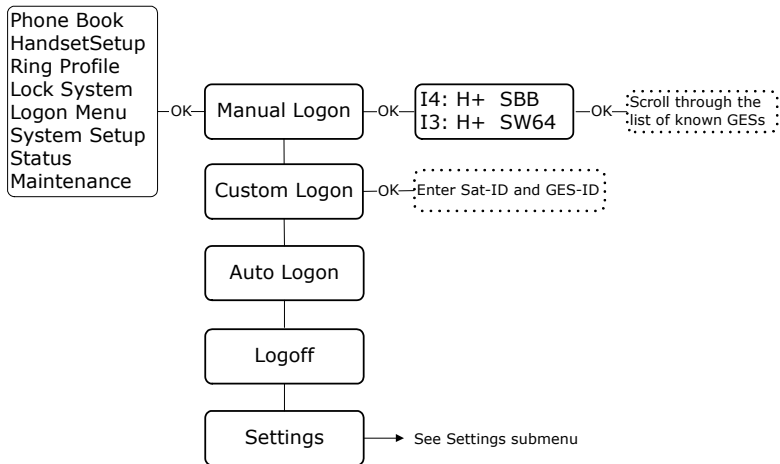 Phone Book
HandsetSetup
Ring Profile
Lock System
Logon Menu
System Setup
Status
Maintenance
OK
Manual Logon
OK
I4: H+ SBB
I3: H+ SW64
OK
Scroll through the
list of known GESs
Custom Logon
OK
Enter Sat-ID and GES-ID
Auto Logon
Logoff
Settings
See Settings submenu